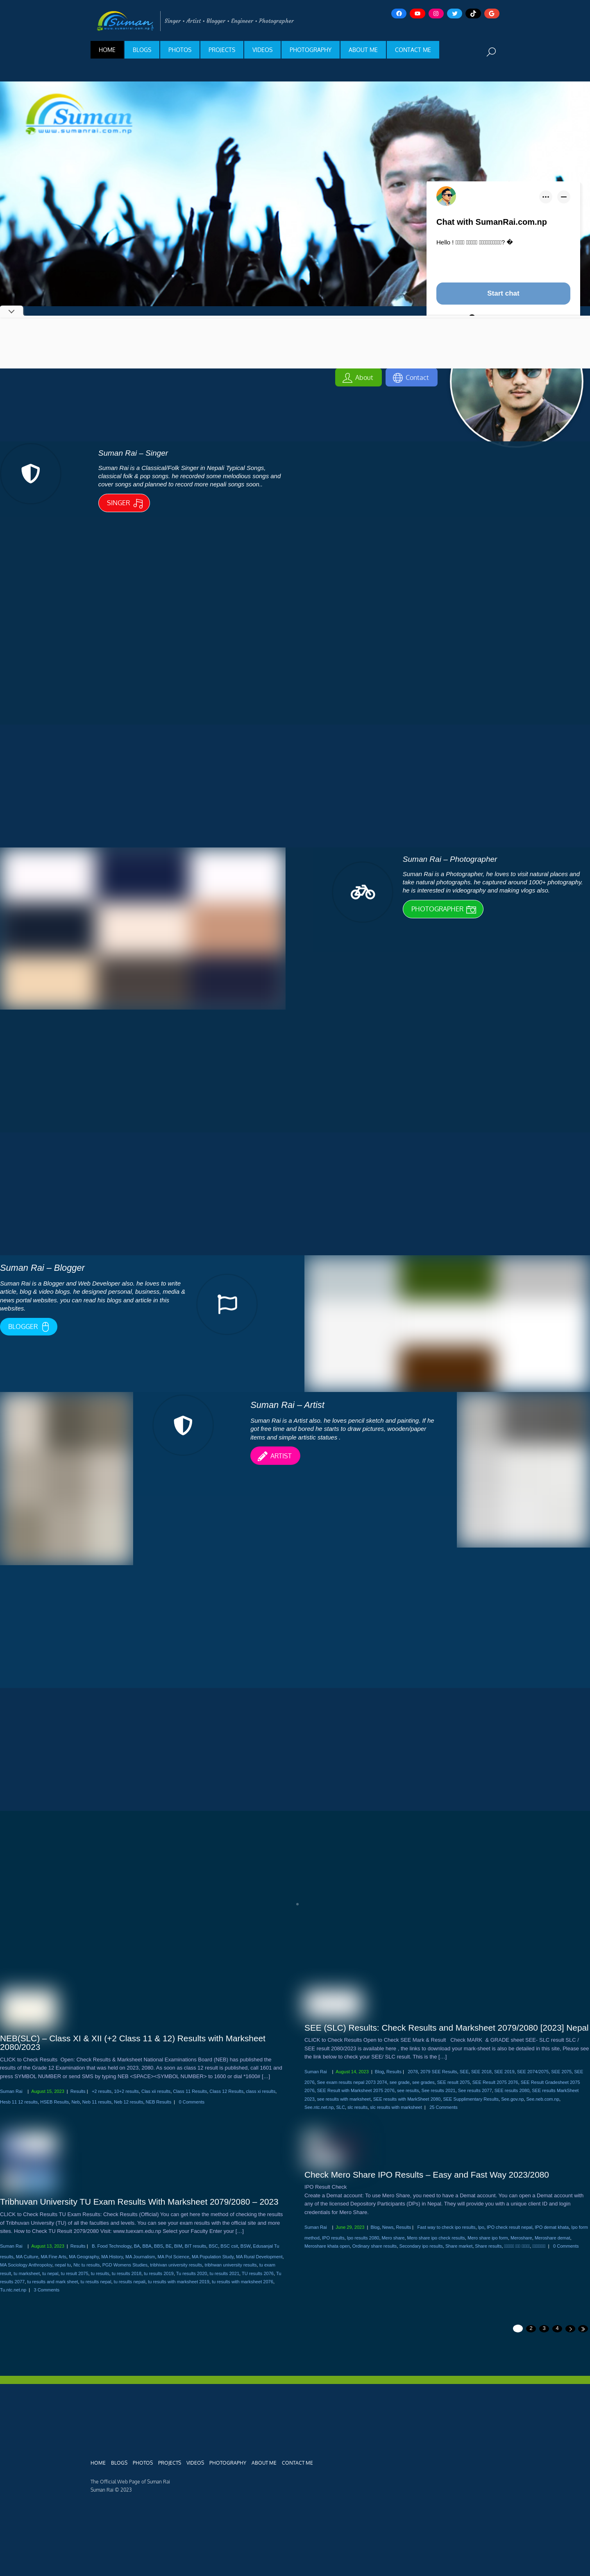 Suman
www.sumanrai.com.np
Singer • Artist • Blogger • Engineer • Photographer
HOME BLOGS PHOTOS PROJECTS VIDEOS PHOTOGRAPHY ABOUT ME CONTACT ME
Suman
www.sumanrai.com.np
Chat with SumanRai.com.np
Hello !
Start chat
About Contact
Suman Rai – Singer
Suman Rai is a Classical/Folk Singer in Nepali Typical Songs,
classical folk & pop songs. he recorded some melodious songs and
cover songs and planned to record more nepali songs soon..
SINGER
Suman Rai – Photographer
Suman Rai is a Photographer, he loves to visit natural places and
take natural photographs. he captured around 1000+ photography.
he is interested in videography and making vlogs also.
PHOTOGRAPHER
Suman Rai – Blogger
Suman Rai is a Blogger and Web Developer also. he loves to write
article, blog & video blogs. he designed personal, business, media &
news portal websites. you can read his blogs and article in this
websites.
BLOGGER
Suman Rai – Artist
Suman Rai is a Artist also. he loves pencil sketch and painting. If he
got free time and bored he starts to draw pictures, wooden/paper
items and simple artistic statues .
ARTIST
NEB(SLC) – Class XI & XII (+2 Class 11 & 12) Results with Marksheet
2080/2023
CLICK to Check Results Open: Check Results & Marksheet National Examinations Board (NEB) has published the
results of the Grade 12 Examination that was held on 2023, 2080. As soon as class 12 result is published, call 1601 and
press SYMBOL NUMBER or send SMS by typing NEB <SPACE><SYMBOL NUMBER> to 1600 or dial "1600# […]
Suman Rai | August 15, 2023 | Results | +2 results, 10+2 results, Clas xi results, Class 11 Results, Class 12 Results, class xi results,
Heub 11 12 results, HSEB Results, Neb, Neb 11 results, Neb 12 results, NEB Results | 6 Comments
SEE (SLC) Results: Check Results and Marksheet 2079/2080 [2023] Nepal
CLICK to Check Results Open to Check SEE Mark & Result Check MARK & GRADE sheet SEE- SLC result SLC /
SEE result 2080/2023 is available here , this the website to download your mark-sheet is also detailed in this site, please see to
the link below to check your SEE/ SLC result. This is the […]
Suman Rai | August 14, 2023 | Blog, Results | 2076, 2079 SEE Results, SEE, SEE 2018, SEE 2019, SEE 2074/2075, SEE 2075, SEE
2076, See exam results nepal 2073 2074, see grade, see grades, SEE result 2075, SEE Result 2075 2076, SEE Result Gradesheet 2075
2076, SEE Result with Marksheet 2075 2076, see results, See results 2021, See results 2077, SEE results 2080, SEE results MarkSheet
2023, see results with marksheet, SEE results with MarkSheet 2080, SEE Supplimentary Results, See.gov.np, See.neb.com.np,
See.ntc.net.np, SLC, slc results, slc results with marksheet | 25 Comments
Tribhuvan University TU Exam Results With Marksheet 2079/2080 – 2023
CLICK to Check Results TU Exam Results: Check Results (Official) You can get here the method of checking the results
of Tribhuvan University (TU) of all the faculties and levels. You can see your exam results with the official site and more
sites. How to Check TU Result 2079/2080 Visit: www.tuexam.edu.np Select your Faculty Enter your […]
Suman Rai | August 13, 2023 | Results | B. Food Technology, BA, BBA, BBS, BE, BIM, BIT results, BSC, BSC csit, BSW, Edusanjal Tu
results, MA Culture, MA Fine Arts, MA Geography, MA History, MA Journalism, MA Pol Science, MA Population Study, MA Rural Development,
MA Sociology Anthropoloy, nepal tu, Ntc tu results, PGD Womens Studies, tribhivan university results, tribhuvan university results, tu exam
result, tu marksheet, tu nepal, tu result 2075, tu results, tu results 2018, tu results 2019, Tu results 2020, tu results 2021, TU results 2076, Tu
results 2077, tu results and mark sheet, tu results nepal, tu results nepali, tu results with marksheet 2019, tu results with marksheet 2076,
Tu.ntc.net.np | 3 Comments
Check Mero Share IPO Results – Easy and Fast Way 2023/2080
IPO Result Check
Create a Demat account: To use Mero Share, you need to have a Demat account. You can open a Demat account with
any of the licensed Depository Participants (DPs) in Nepal. They will provide you with a unique client ID and login
credentials for Mero Share
Suman Rai | June 29, 2023 | Blog, News, Results | Fast way to check ipo results, ipo, IPO check result nepal, IPO demat khata, ipo form
method, IPO results, Ipo results 2080, Mero share, Mero share ipo check results, Mero share ipo form, Meroshare, Meroshare demat,
Meroshare khata open, Ordinary share results, Secondary ipo results, Share market, Share results, | 0 Comments
2 3 4 › »
HOME BLOGS PHOTOS PROJECTS VIDEOS PHOTOGRAPHY ABOUT ME CONTACT ME
The Official Web Page of Suman Rai
Suman Rai © 2023